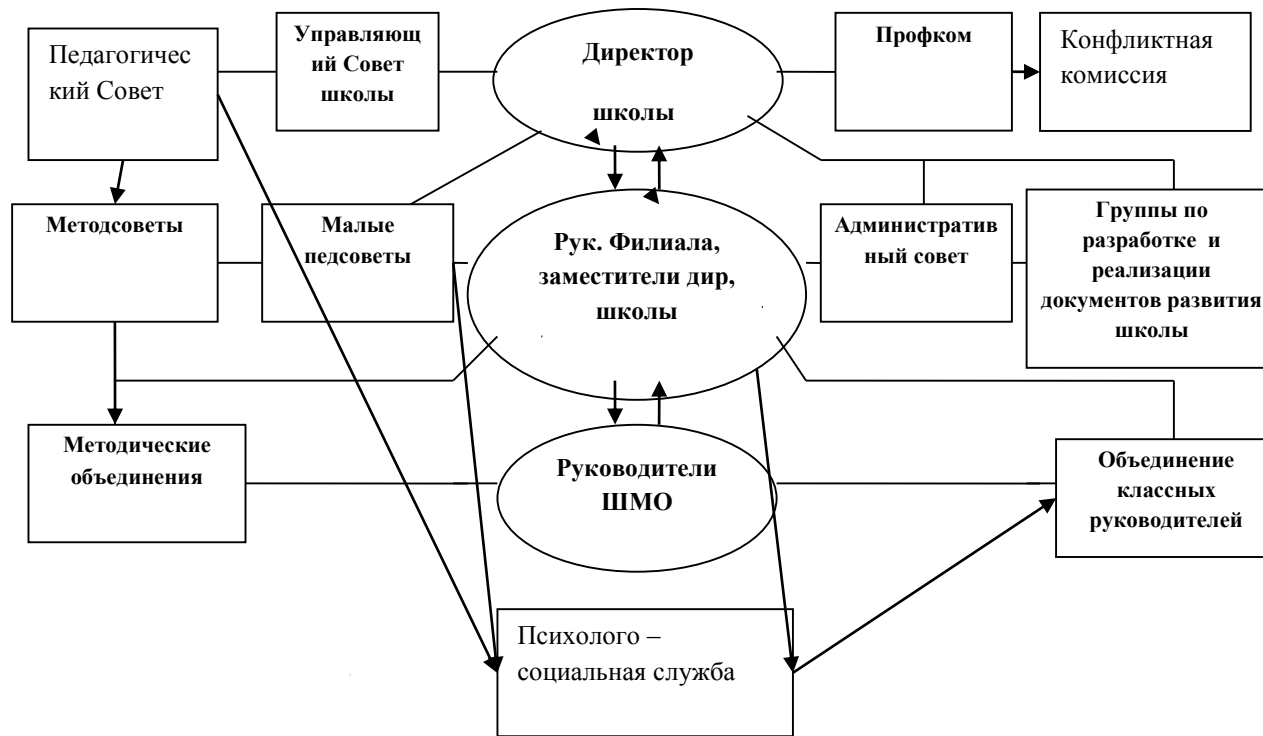 Педагогичес
кий Совет
Управляющ
ий Совет
школы
Директор
школы
Профком
Конфликтная
комиссия
Методсоветы
Малые
педсоветы
Рук. Филиала,
заместители дир,
школы
Административ
ный совет
Группы по
разработке и
реализации
документов развития
школы
Методические
объединения
Руководители
ШМО
Объединение
классных
руководителей
Психолого –
социальная служба